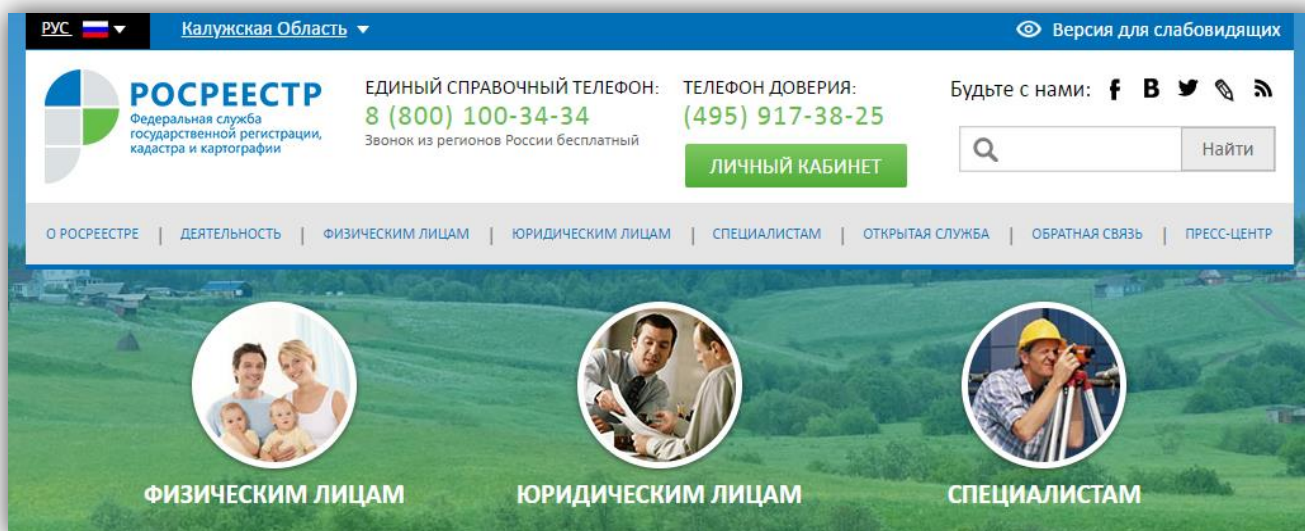 РУС
Калужская Область
Версия для слабовидящих
РОСРЕЕСТР
Федеральная служба
государственной регистрации,
кадастра и картографии
ЕДИНЫЙ СПРАВОЧНЫЙ ТЕЛЕФОН:
8 (800) 100-34-34
Звонок из регионов России бесплатный
ТЕЛЕФОН ДОВЕРИЯ:
(495) 917-38-25
ЛИЧНЫЙ КАБИНЕТ
Будьте с нами:
Найти
О РОСРЕЕСТРЕ | ДЕЯТЕЛЬНОСТЬ | ФИЗИЧЕСКИМ ЛИЦАМ | ЮРИДИЧЕСКИМ ЛИЦАМ | СПЕЦИАЛИСТАМ | ОТКРЫТАЯ СЛУЖБА | ОБРАТНАЯ СВЯЗЬ | ПРЕСС-ЦЕНТР
ФИЗИЧЕСКИМ ЛИЦАМ
ЮРИДИЧЕСКИМ ЛИЦАМ
СПЕЦИАЛИСТАМ